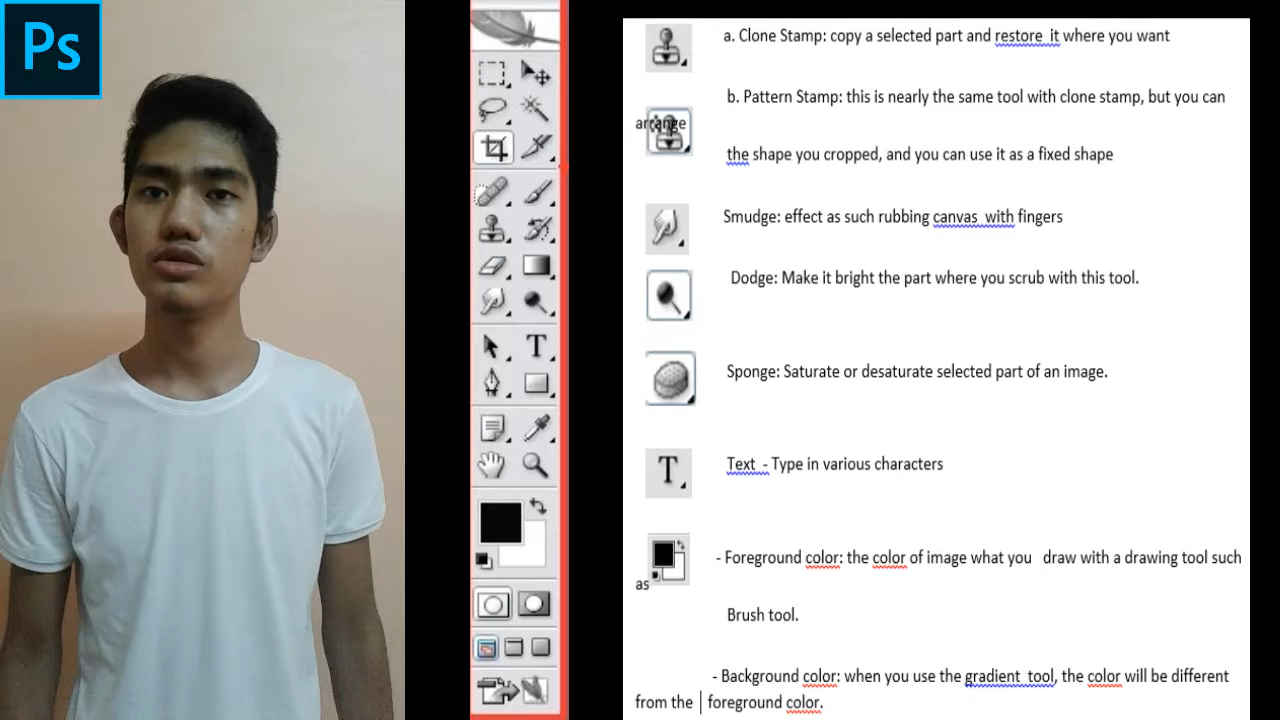 Ps
a. Clone Stamp: copy a selected part and restore it where you want
b. Pattern Stamp: this is nearly the same tool with clone stamp, but you can
arrange
the shape you cropped, and you can use it as a fixed shape
Smudge: effect as such rubbing canvas with fingers
Dodge: Make it bright the part where you scrub with this tool.
Sponge: Saturate or desaturate selected part of an image.
T
T
Text - Type in various characters
- Foreground color: the color of image what you draw with a drawing tool such
as
Brush tool.
- Background color: when you use the gradient tool, the color will be different
from the foreground color.